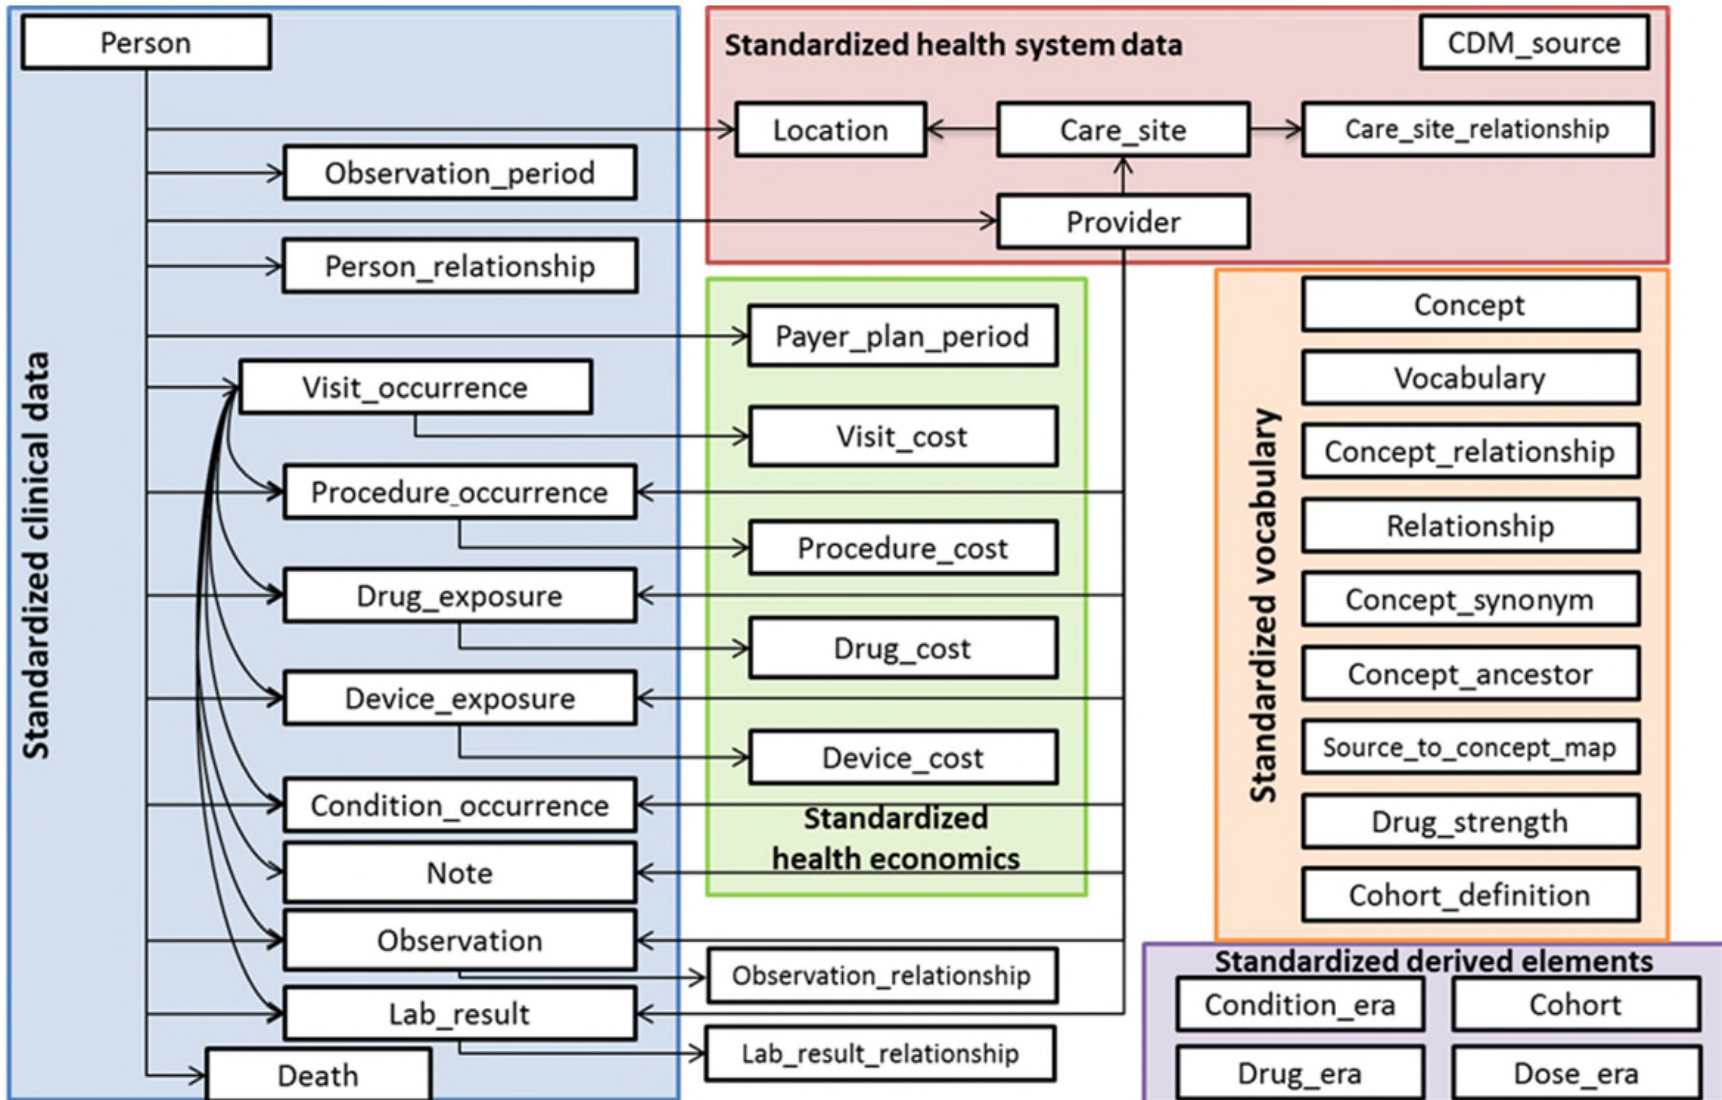 Person
Standardized clinical data
Observation_period
Person_relationship
Visit_occurrence
Procedure_occurrence
Drug_exposure
Device_exposure
Condition_occurrence
Note
Observation
Lab_result
Death
Standardized health system data
CDM_source
Location
Care_site
Care_site_relationship
Provider
Payer_plan_period
Visit_cost
Procedure_cost
Drug_cost
Device_cost
Standardized
health economics
Observation_relationship
Lab_result_relationship
Standardized vocabulary
Concept
Vocabulary
Concept_relationship
Relationship
Concept_synonym
Concept_ancestor
Source_to_concept_map
Drug_strength
Cohort_definition
Standardized derived elements
Condition_era
Cohort
Drug_era
Dose_era